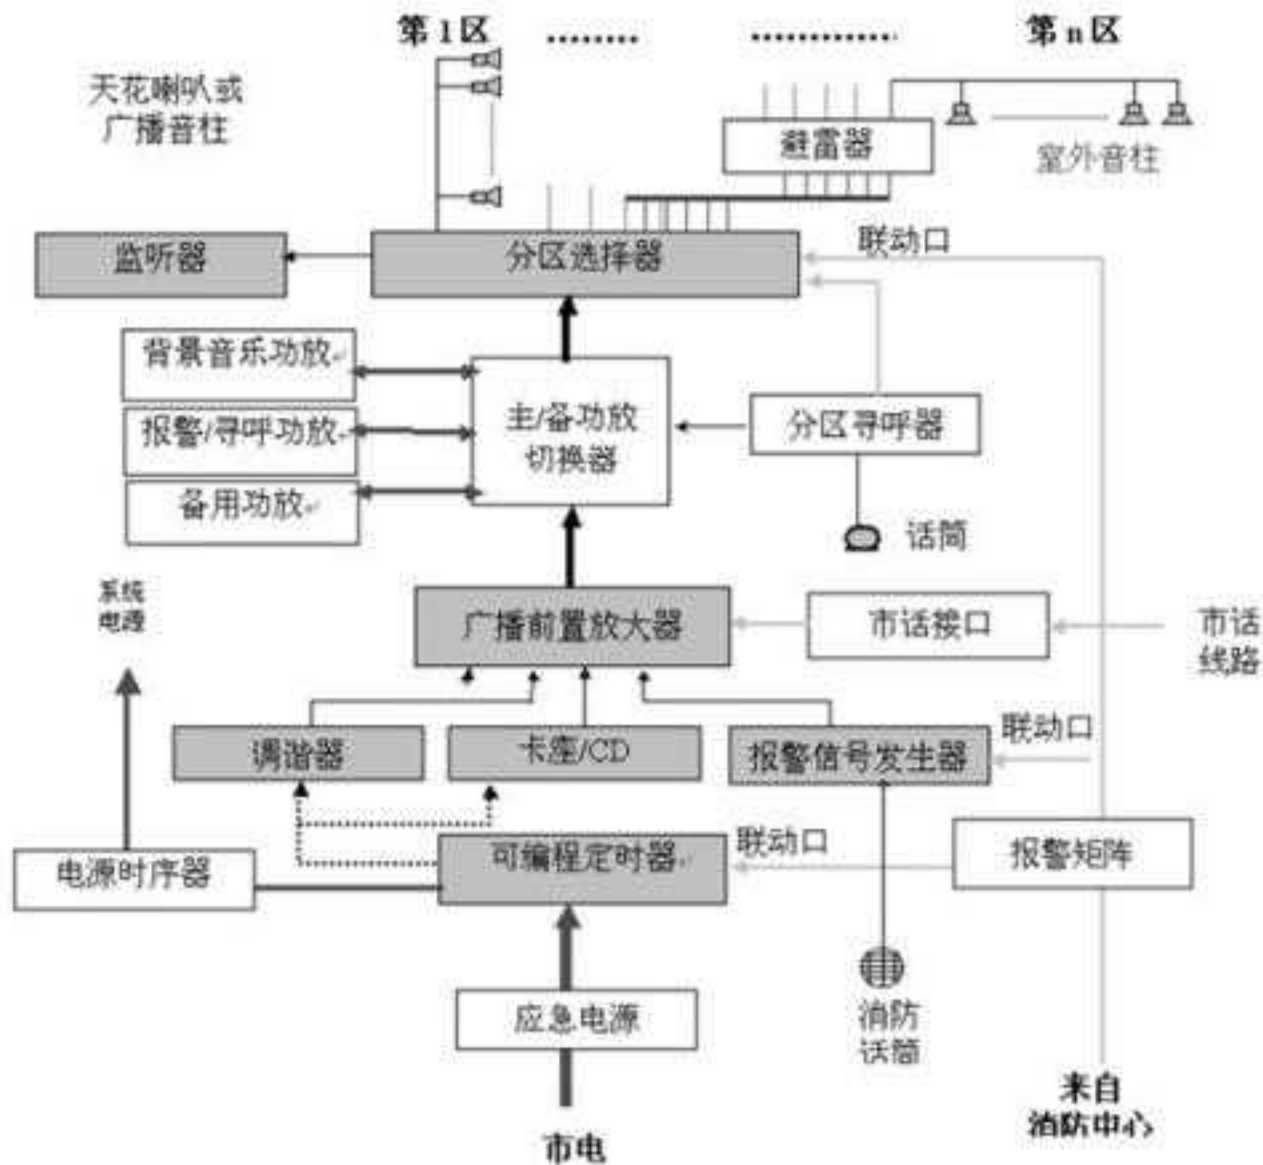 第1区
第n区
天花喇叭或
广播音柱
避雷器
室外音柱
联动口
监听器
分区选择器
背景音乐功放
报警/寻呼功放
备用功放
主/备功放
切换器
分区寻呼器
话筒
系统
电源
广播前置放大器
市话接口
市话
线路
调谐器
卡座/CD
报警信号发生器
联动口
电源时序器
可编程定时器
联动口
报警矩阵
应急电源
消防
话筒
来自
消防中心
市电